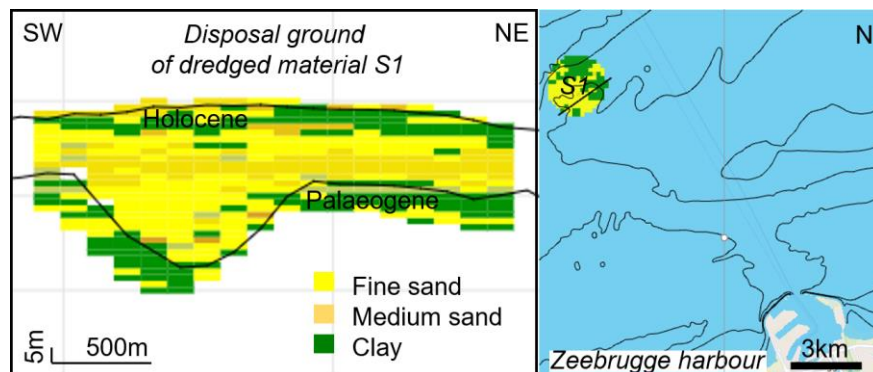 SW
Disposal ground
of dredged material S1
NE
Holocene
Palaeogene
Fine sand
Medium sand
Clay
5m
500m
N
S1
Zeebrugge harbour
3km